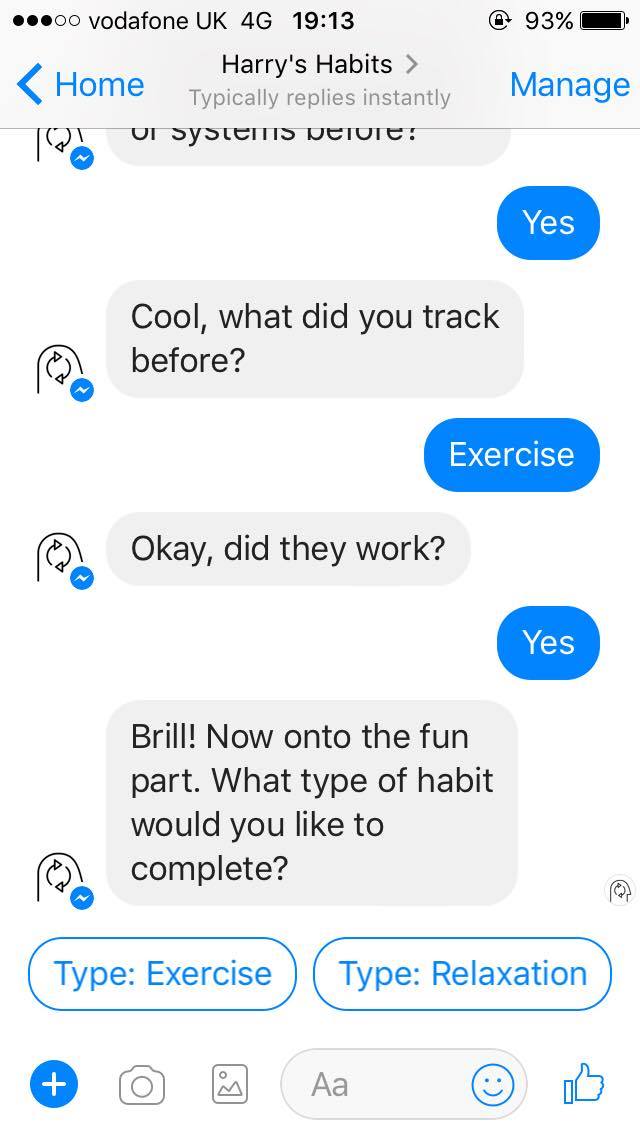 vodafone UK 4G 19:13 93%
Home Harry's Habits Manage
Typically replies instantly
or systems before?
Yes
Cool, what did you track
before?
Exercise
Okay, did they work?
Yes
Brill! Now onto the fun
part. What type of habit
would you like to
complete?
Type: Exercise Type: Relaxation
Aa